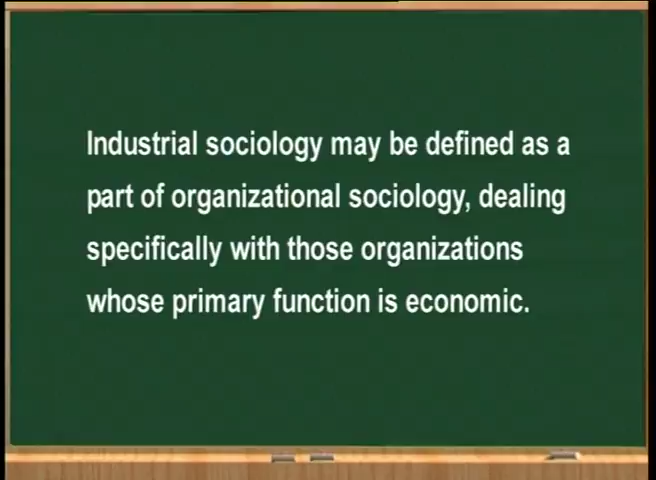 Industrial sociology may be defined as a
part of organizational sociology, dealing
specifically with those organizations
whose primary function is economic.